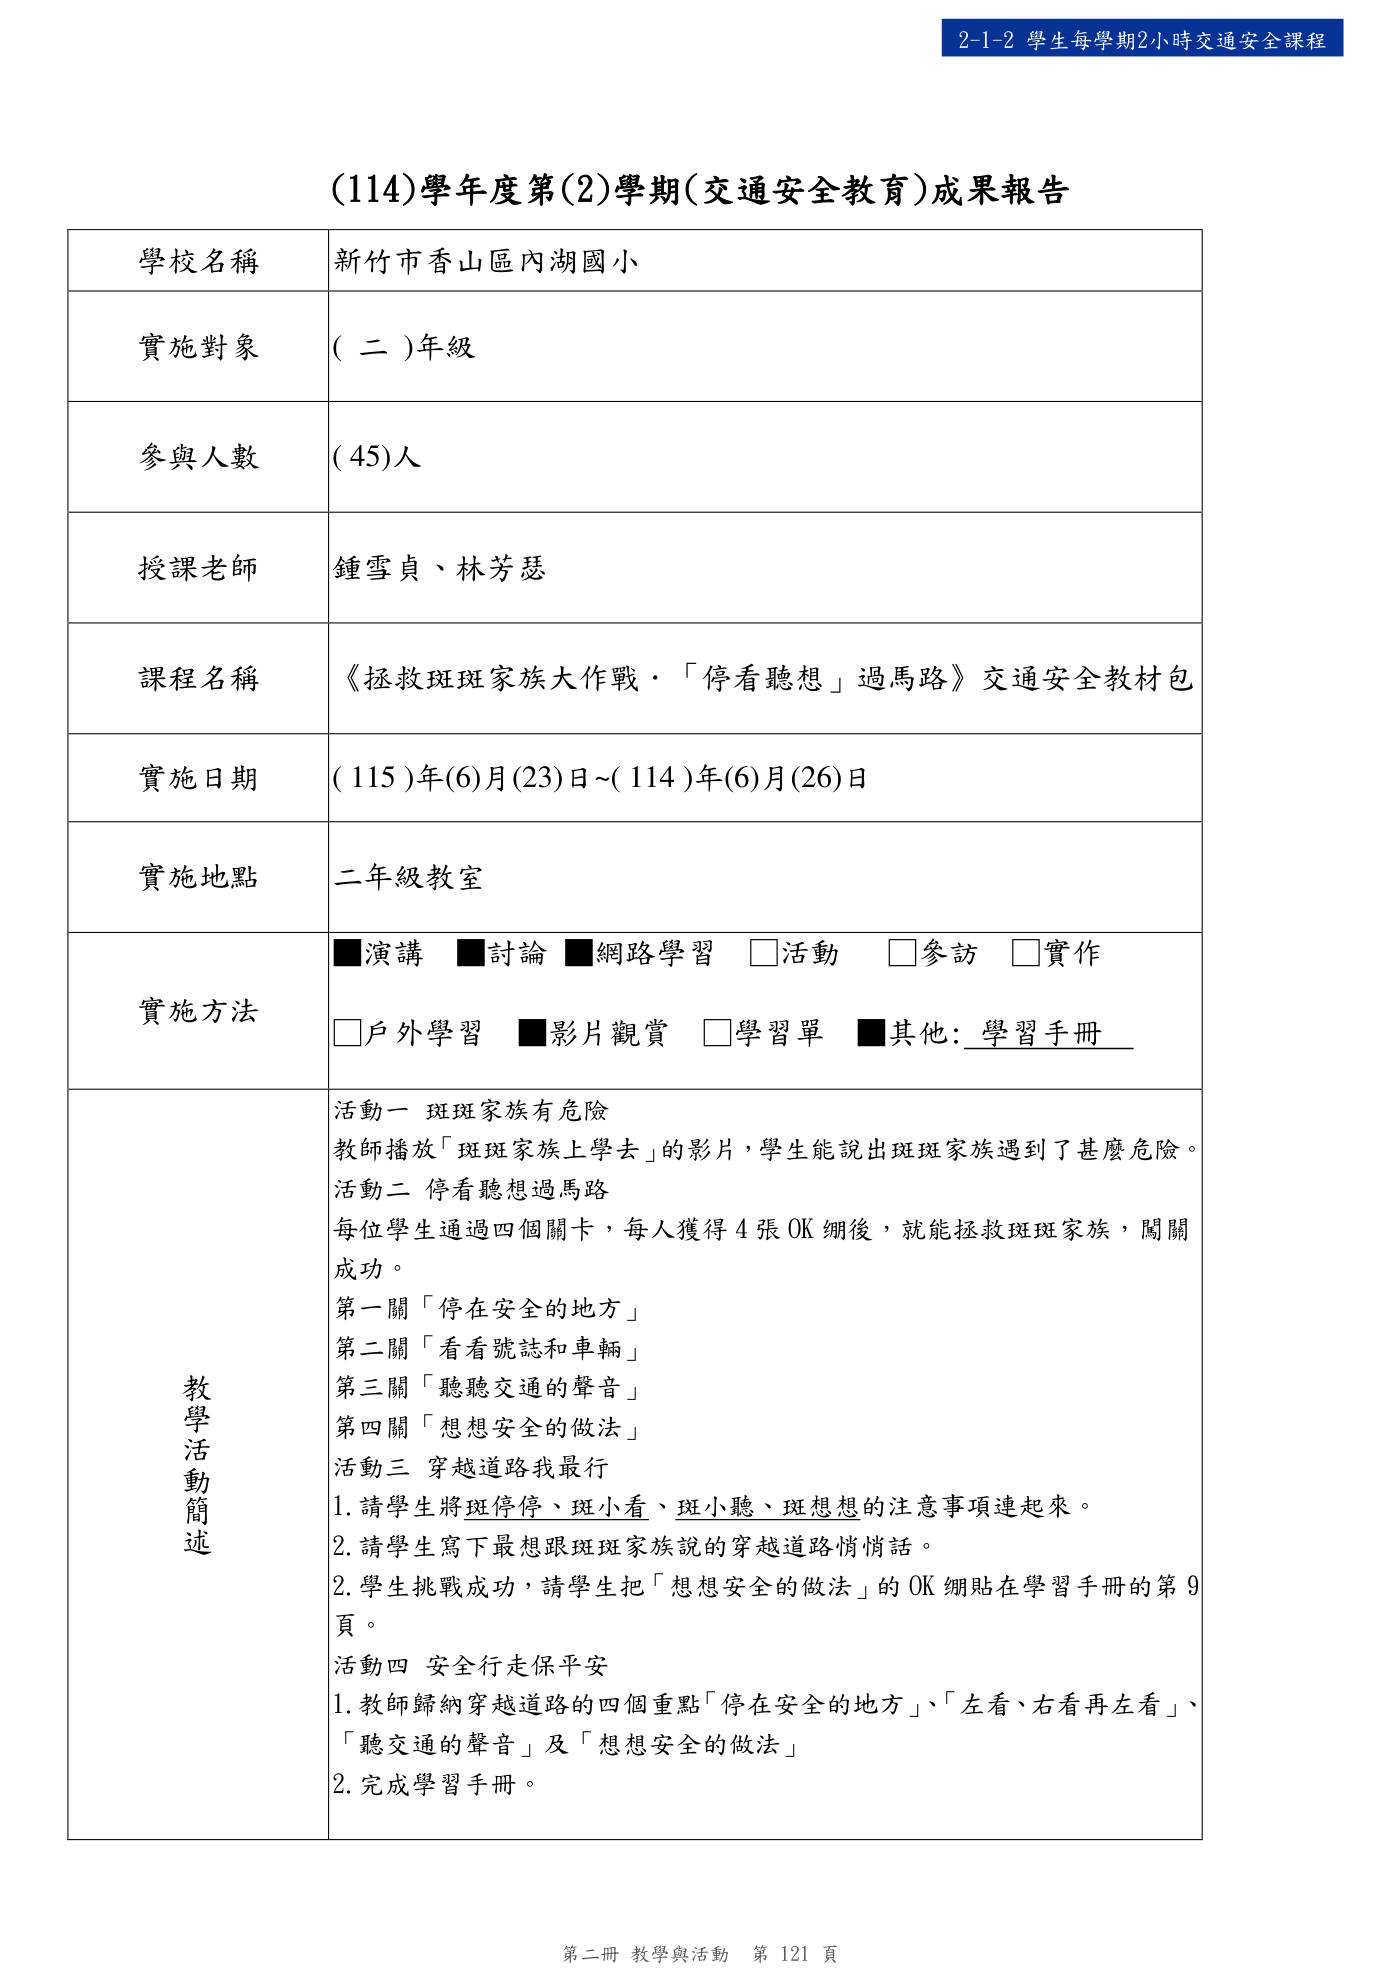 2-1-2 學生每學期2小時交通安全課程
(114)學年度第(2)學期(交通安全教育)成果報告
學校名稱 新竹市香山區內湖國小
實施對象 ( 二 )年級
參與人數 ( 45)人
授課老師 鍾雪貞、林芳瑟
課程名稱 《拯救斑斑家族大作戰．「停看聽想」過馬路》交通安全教材包
實施日期 ( 115 )年(6)月(23)日~( 114 )年(6)月(26)日
實施地點 二年級教室
實施方法
■演講 ■討論 ■網路學習 □活動 □參訪 □實作
□戶外學習 ■影片觀賞 □學習單 ■其他: 學習手冊
教學活動簡述
活動一 斑斑家族有危險
教師播放「斑斑家族上學去」的影片，學生能說出斑斑家族遇到了甚麼危險。
活動二 停看聽想過馬路
每位學生通過四個關卡，每人獲得 4 張 OK 绷後，就能拯救斑斑家族，闖關
成功。
第一關「停在安全的地方」
第二關「看看號誌和車輛」
第三關「聽聽交通的聲音」
第四關「想想安全的做法」
活動三 穿越道路我最行
1.請學生將斑停停、斑小看、斑小聽、斑想想的注意事項連起來。
2.請學生寫下最想跟斑斑家族說的穿越道路悄悄話。
2.學生挑戰成功，請學生把「想想安全的做法」的 OK 绷貼在學習手冊的第 9
頁。
活動四 安全行走保平安
1.教師歸納穿越道路的四個重點「停在安全的地方」、「左看、右看再左看」、
「聽交通的聲音」及「想想安全的做法」
2.完成學習手冊。
第二冊 教學與活動 第 121 頁